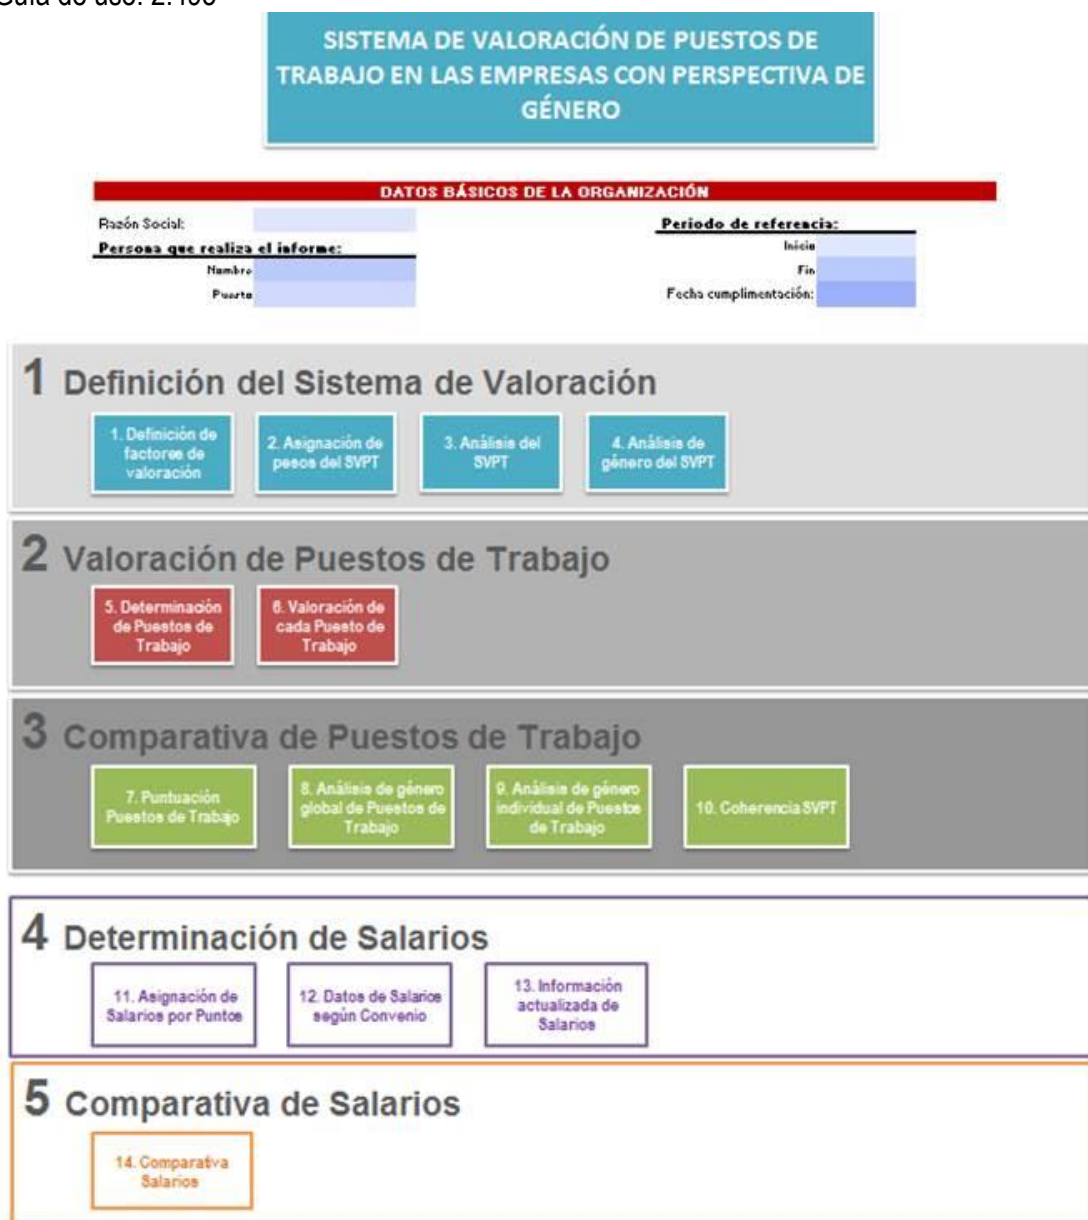 Guía de uso: 2.493
SISTEMA DE VALORACIÓN DE PUESTOS DE
TRABAJO EN LAS EMPRESAS CON PERSPECTIVA DE
GÉNERO
DATOS BÁSICOS DE LA ORGANIZACIÓN
Razón Social:
Persona que realiza el informe:
Nombre
Puesto
Periodo de referencia:
Inicio
Fin
Fecha cumplimentación:
1 Definición del Sistema de Valoración
1. Definición de
factores de
valoración
2. Asignación de
pesos del SVPT
3. Análisis del
SVPT
4. Análisis de
género del SVPT
2 Valoración de Puestos de Trabajo
5. Determinación
de Puestos de
Trabajo
6. Valoración de
cada Puesto de
Trabajo
3 Comparativa de Puestos de Trabajo
7. Puntuación
Puestos de Trabajo
8. Análisis de género
global de Puestos de
Trabajo
9. Análisis de género
individual de Puestos
de Trabajo
10. Coherencia SVPT
4 Determinación de Salarios
11. Asignación de
Salarios por Puntos
12. Datos de Salarios
según Convenio
13. Información
actualizada de
Salarios
5 Comparativa de Salarios
14. Comparativa
Salarios